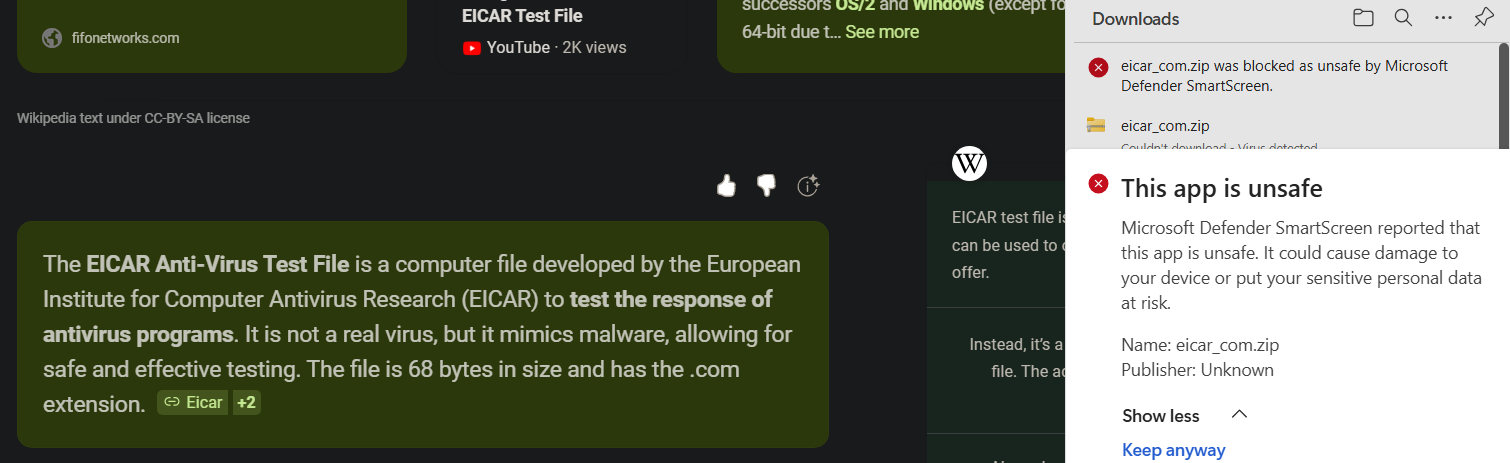 EICAR Test File
fifonetworks.com
YouTube · 2K views
successors OS/2 and Windows (except fo
64-bit due t... See more
Wikipedia text under CC-BY-SA license
The EICAR Anti-Virus Test File is a computer file developed by the European
Institute for Computer Antivirus Research (EICAR) to test the response of
antivirus programs. It is not a real virus, but it mimics malware, allowing for
safe and effective testing. The file is 68 bytes in size and has the .com
extension. Eicar +2
W
EICAR test file is
can be used to
offer.
Instead, it's a
file. The
Downloads
eicar_com.zip was blocked as unsafe by Microsoft
Defender SmartScreen.
eicar_com.zip
Couldn't download - Virus detected
This app is unsafe
Microsoft Defender SmartScreen reported that
this app is unsafe. It could cause damage to
your device or put your sensitive personal data
at risk.
Name: eicar_com.zip
Publisher: Unknown
Show less
Keep anyway